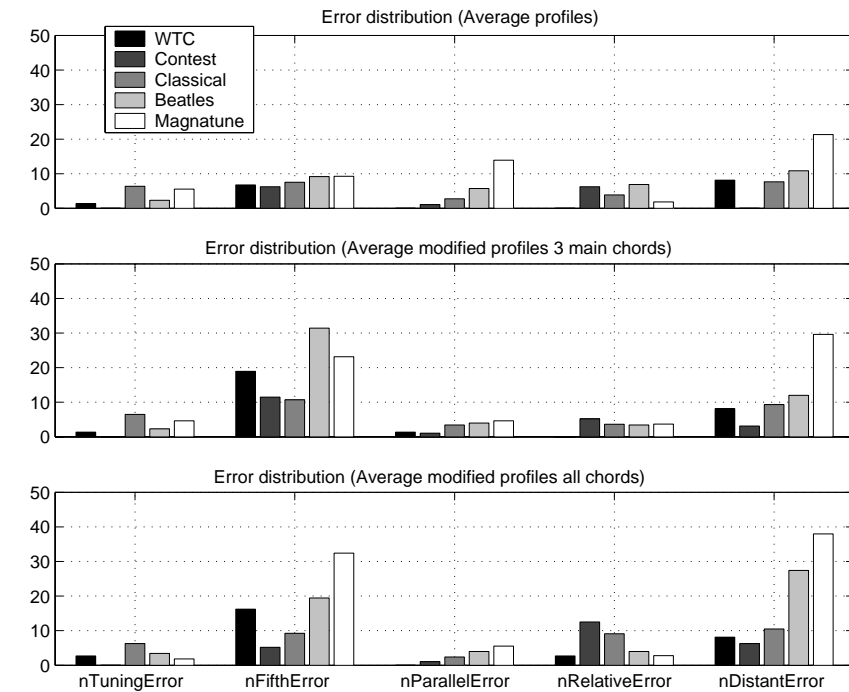 Error distribution (Average profiles)
50
40
30
20
10
0
WTC
Contest
Classical
Beatles
Magnatune
Error distribution (Average modified profiles 3 main chords)
50
40
30
20
10
0
Error distribution (Average modified profiles all chords)
50
40
30
20
10
0
nTuningError nFifthError nParallelError nRelativeError nDistantError